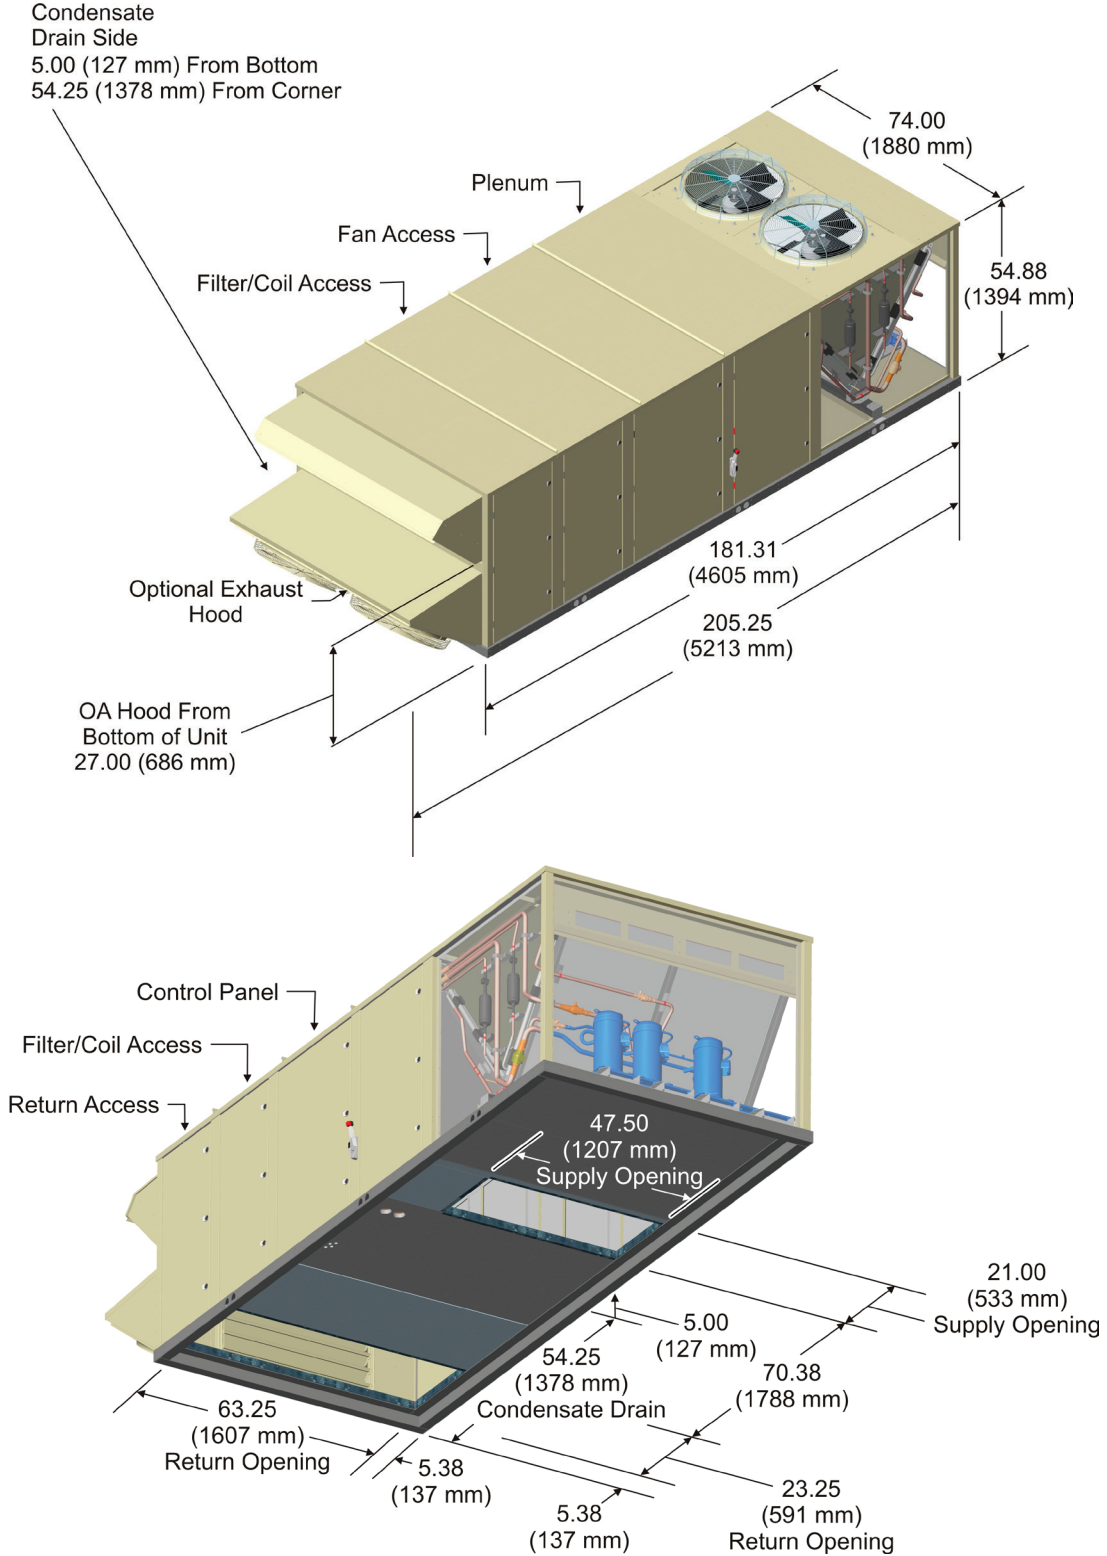 Condensate
Drain Side
5.00 (127 mm) From Bottom
54.25 (1378 mm) From Corner
74.00
(1880 mm)
Plenum
Fan Access
Filter/Coil Access
54.88
(1394 mm)
181.31
(4605 mm)
Optional Exhaust
Hood
205.25
(5213 mm)
OA Hood From
Bottom of Unit
27.00 (686 mm)
Control Panel
Filter/Coil Access
Return Access
47.50
(1207 mm)
Supply Opening
21.00
(533 mm)
Supply Opening
5.00
(127 mm)
54.25
(1378 mm)
Condensate Drain
70.38
(1788 mm)
63.25
(1607 mm)
Return Opening
5.38
(137 mm)
23.25
(591 mm)
Return Opening
5.38
(137 mm)